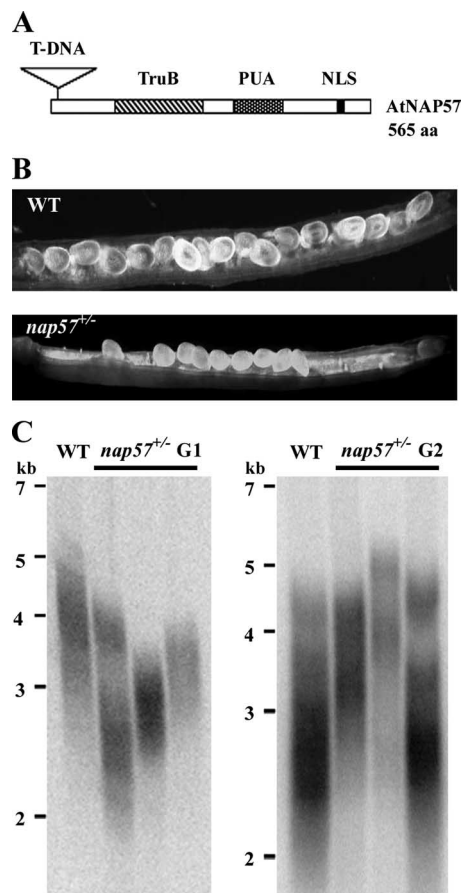 A
T-DNA
TruB PUA NLS
AtNAP57
565 aa
B
WT
nap57+/-
C
WT nap57+/- G1 WT nap57+/- G2
kb kb
7 7
5 5
4 4
3 3
2 2